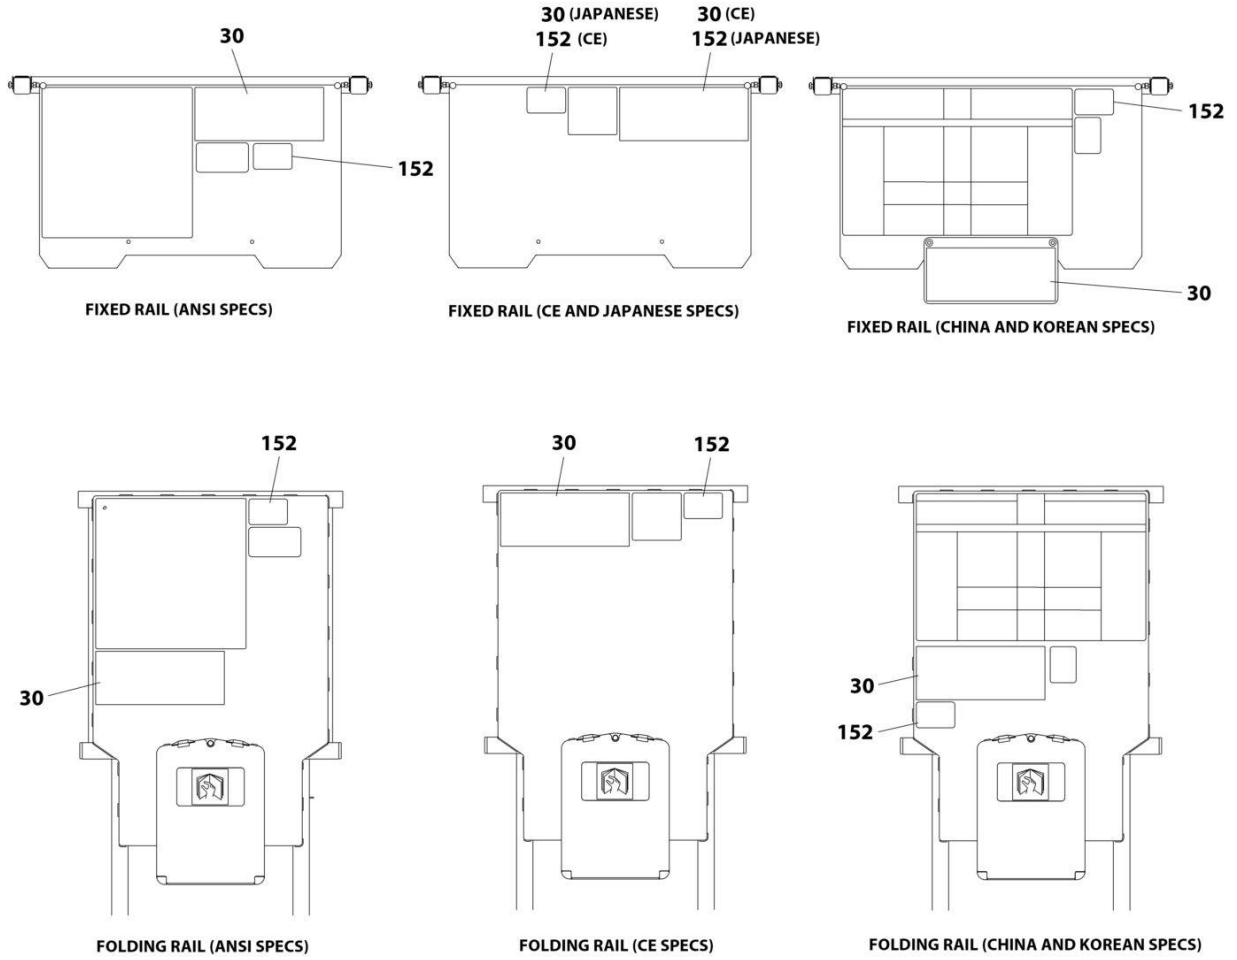 30
152
FIXED RAIL (ANSI SPECS)
30 (JAPANESE)
152 (CE)
30 (CE)
152 (JAPANESE)
FIXED RAIL (CE AND JAPANESE SPECS)
152
30
FIXED RAIL (CHINA AND KOREAN SPECS)
152
30
FOLDING RAIL (ANSI SPECS)
30
152
FOLDING RAIL (CE SPECS)
30
152
FOLDING RAIL (CHINA AND KOREAN SPECS)